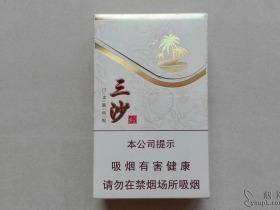 三沙
本公司提示
吸烟有害健康
请勿在禁烟场所吸烟